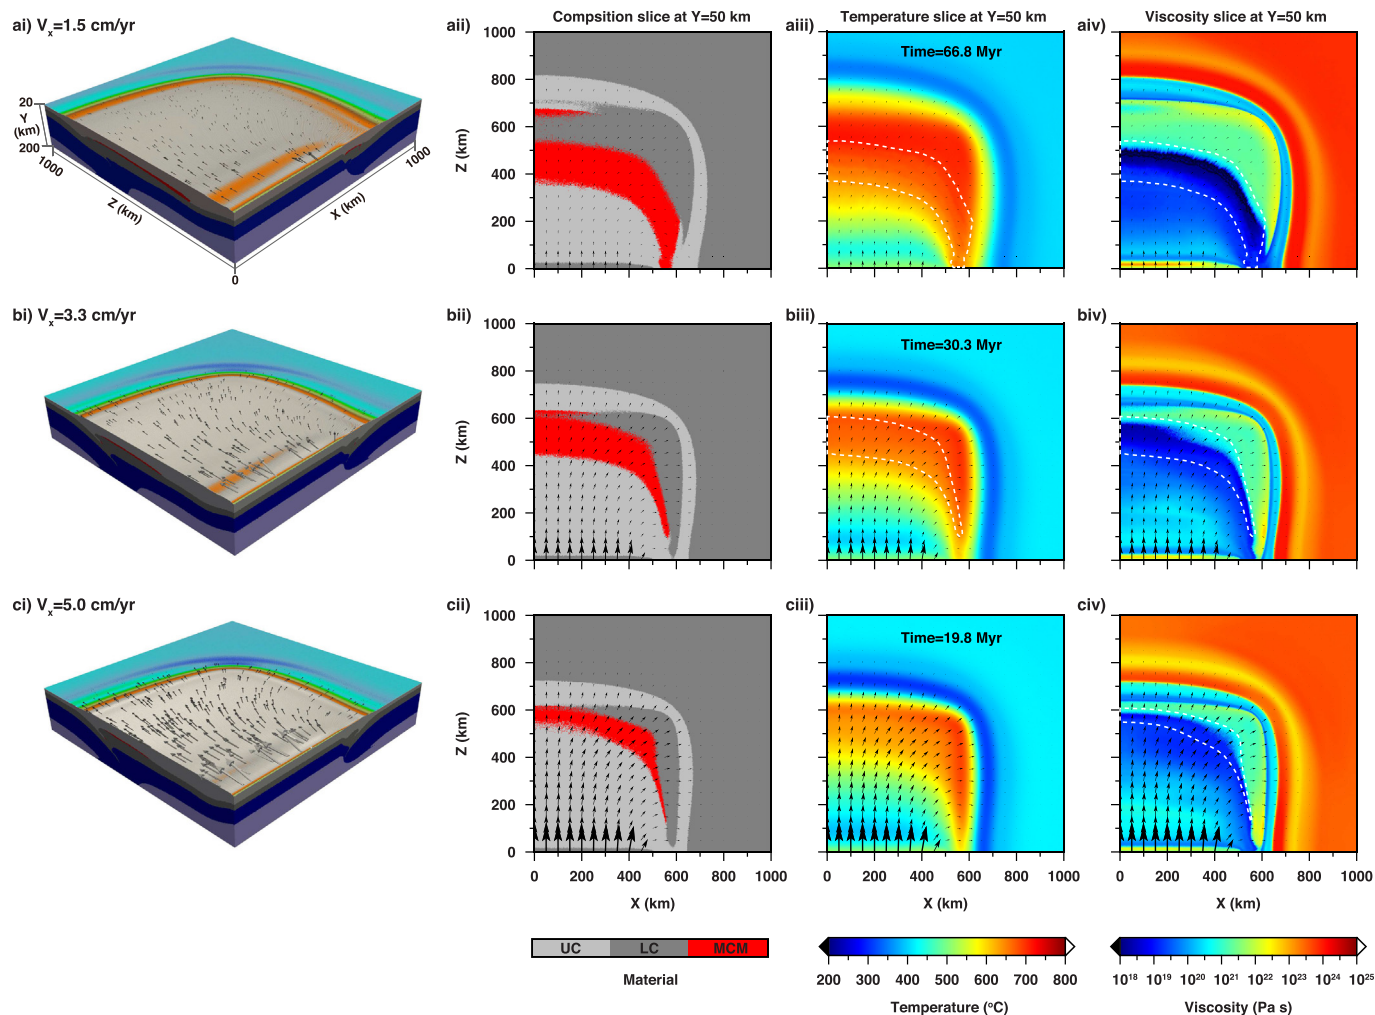 Compsition slice at Y=50 km
Temperature slice at Y=50 km
Viscosity slice at Y=50 km
ai) Vx=1.5 cm/yr
aii)
aiii)
aiv)
Time=66.8 Myr
20
Y
(km)
200
1000
Z (km)
0
X (km)
1000
1000
800
600
400
200
0
Z (km)
bi) Vx=3.3 cm/yr
bii)
biii)
biv)
Time=30.3 Myr
1000
800
600
400
200
0
Z (km)
ci) Vx=5.0 cm/yr
cii)
ciii)
civ)
Time=19.8 Myr
1000
800
600
400
200
0
Z (km)
0 200 400 600 800 1000
0 200 400 600 800 1000
0 200 400 600 800 1000
X (km)
X (km)
X (km)
UC LC MCM
Material
200 300 400 500 600 700 800
Temperature (°C)
10¹⁸ 10¹⁹ 10²⁰ 10²¹ 10²² 10²³ 10²⁴ 10²⁵
Viscosity (Pa s)